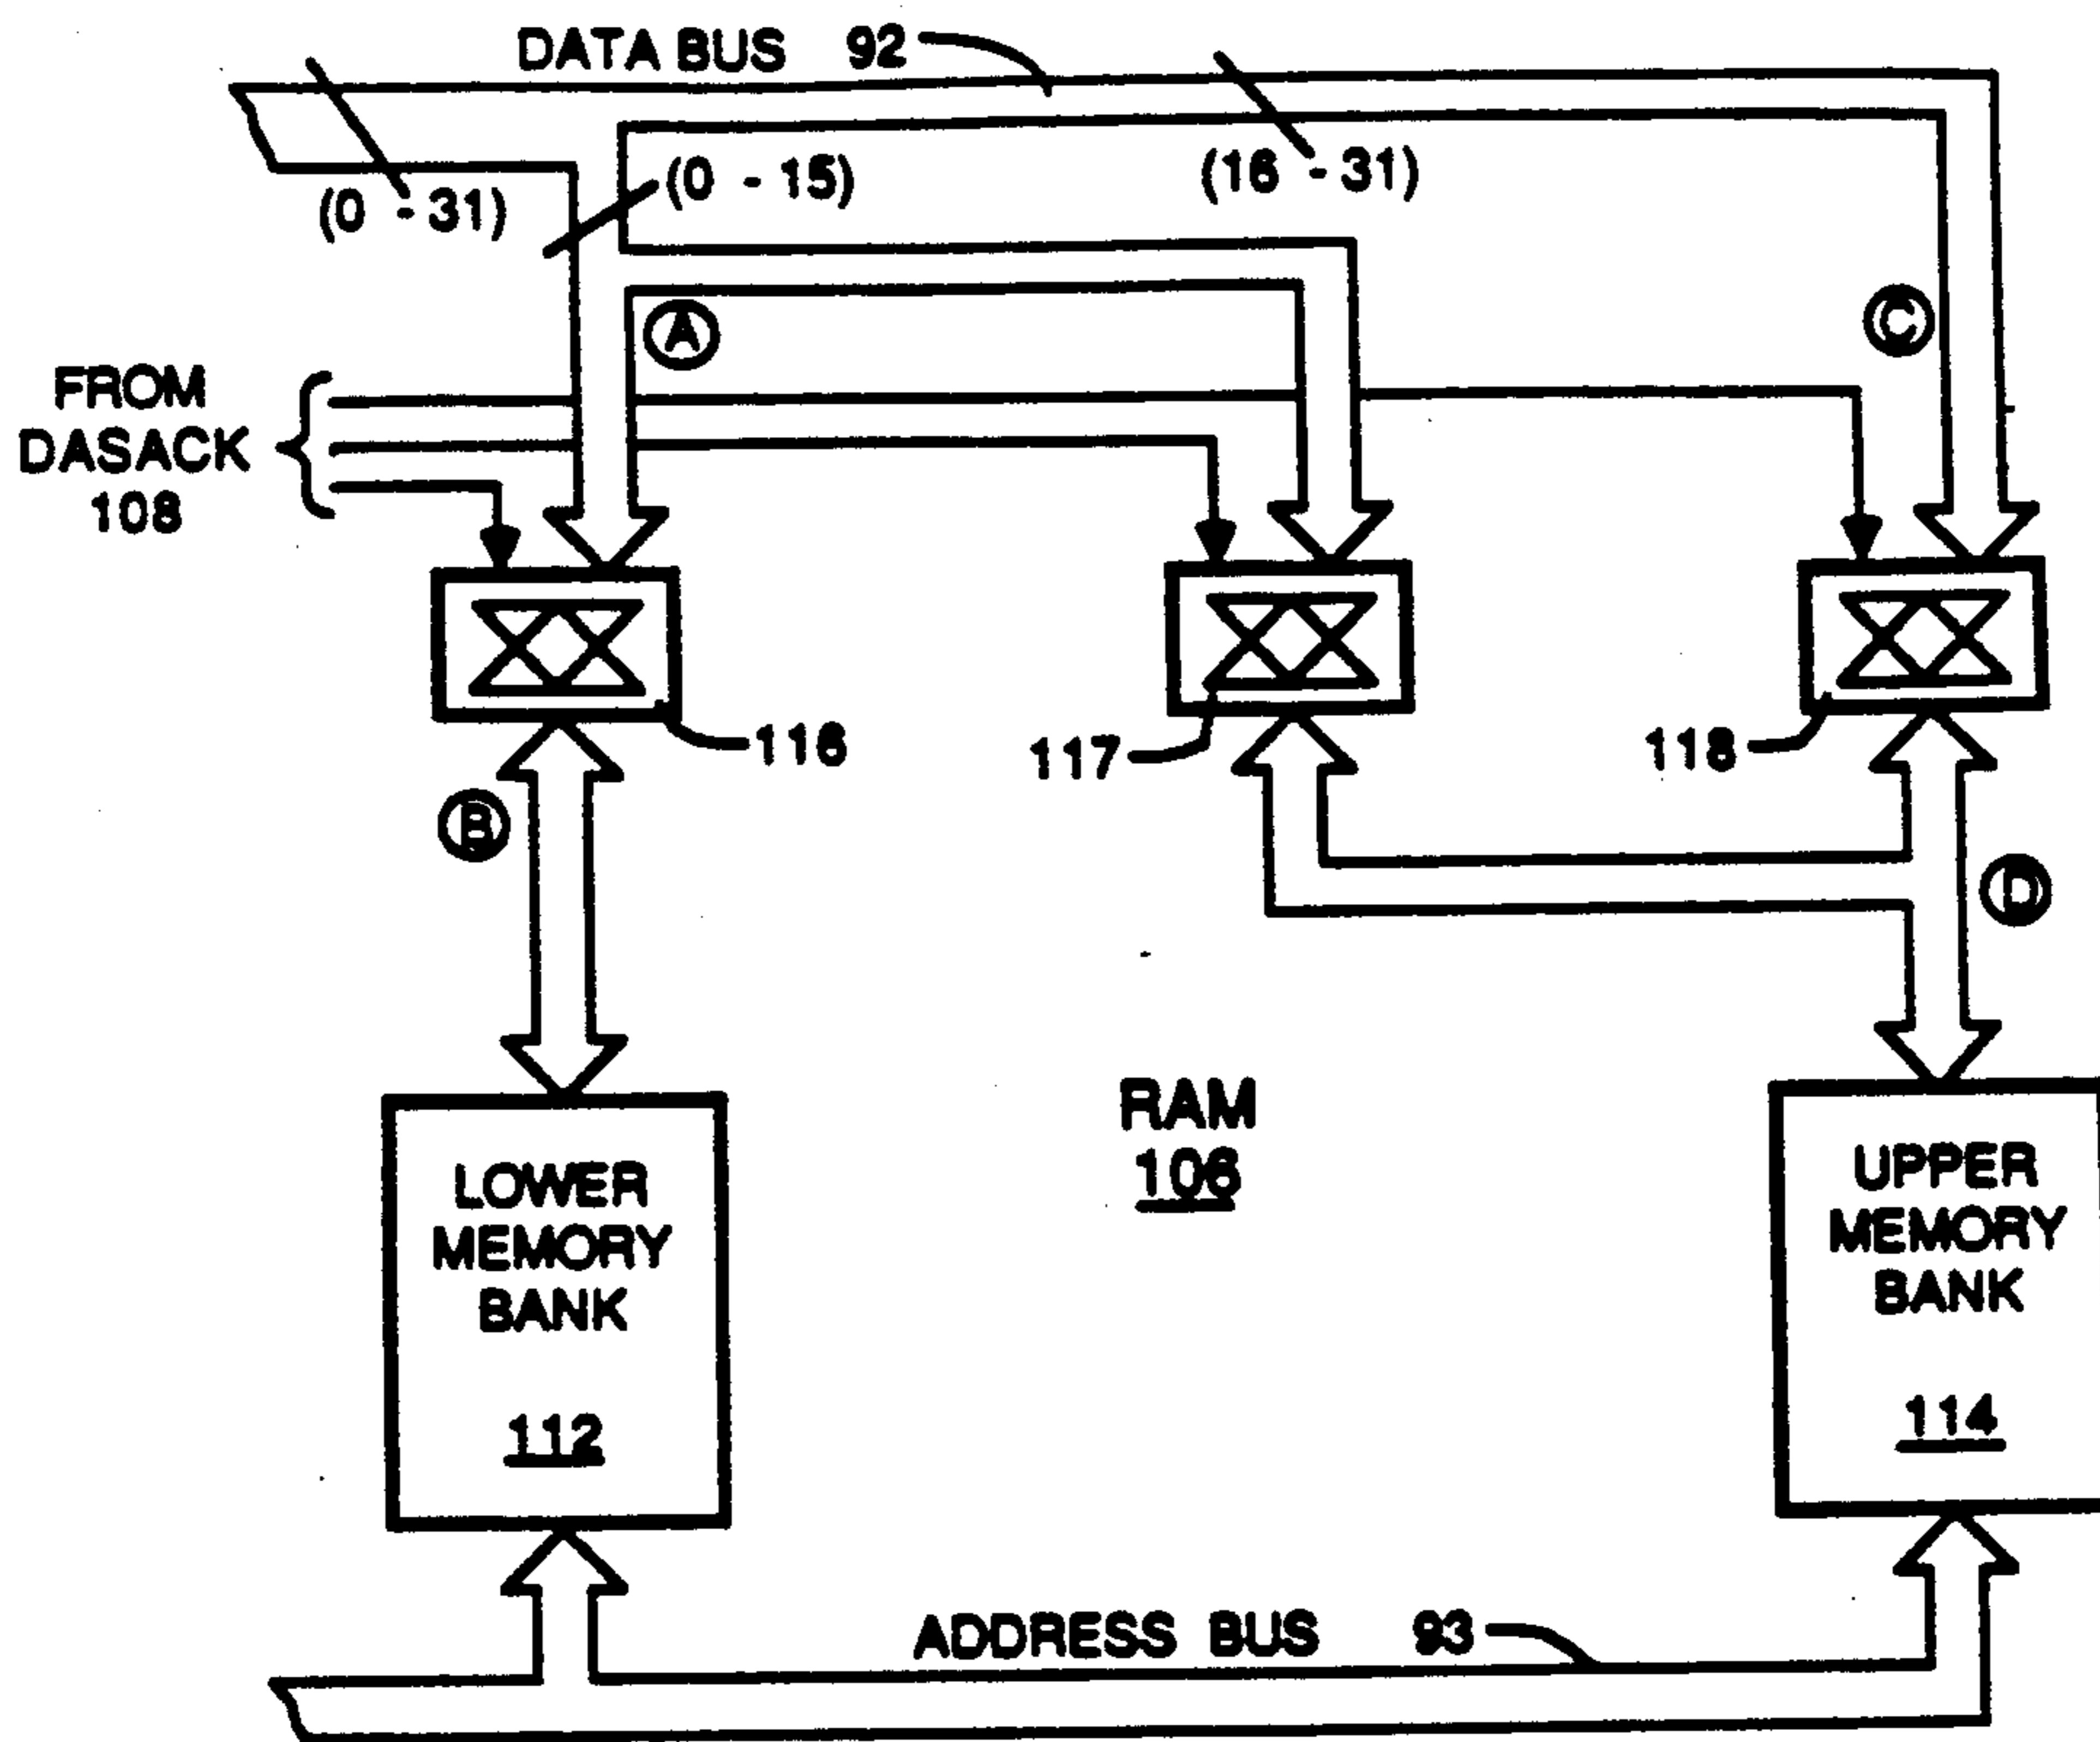 DATA BUS 92
(0 - 31)
(0 - 15)
(16 - 31)
A
C
FROM
DASACK
108
116
117
118
B
D
RAM
106
LOWER
MEMORY
BANK
112
UPPER
MEMORY
BANK
114
ADDRESS BUS 93